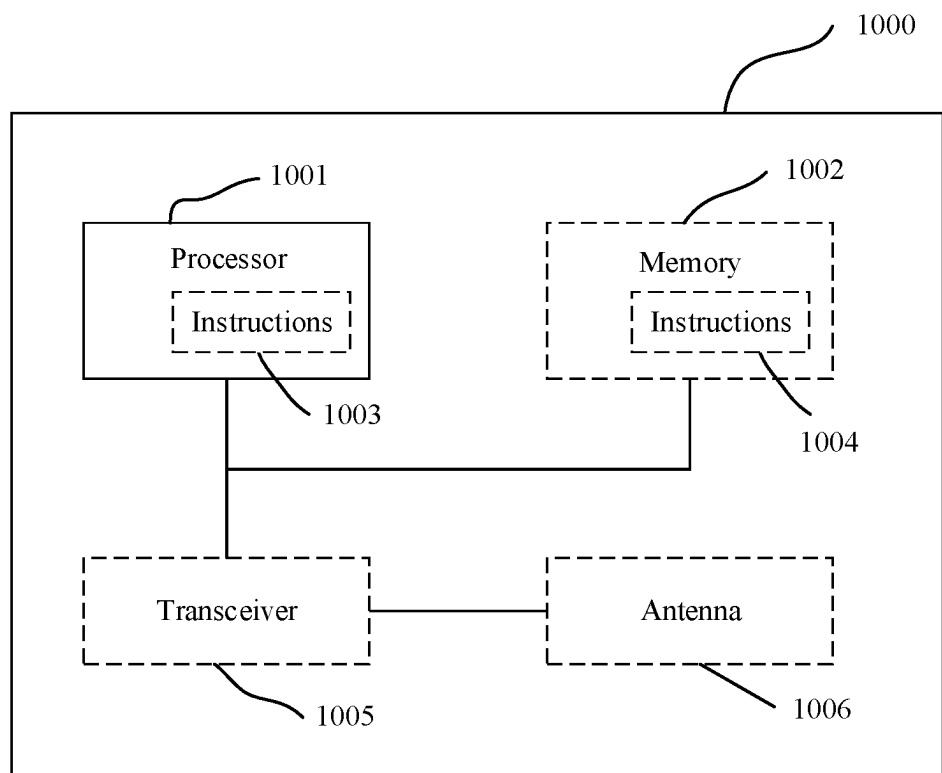 1000
1001
1002
Processor
Memory
Instructions
Instructions
1003
1004
Transceiver
Antenna
1005
1006